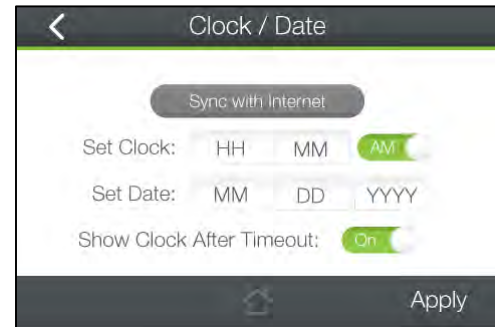 Clock / Date
Sync with Internet
Set Clock: HH MM AM
Set Date: MM DD YYYY
Show Clock After Timeout: On
Apply